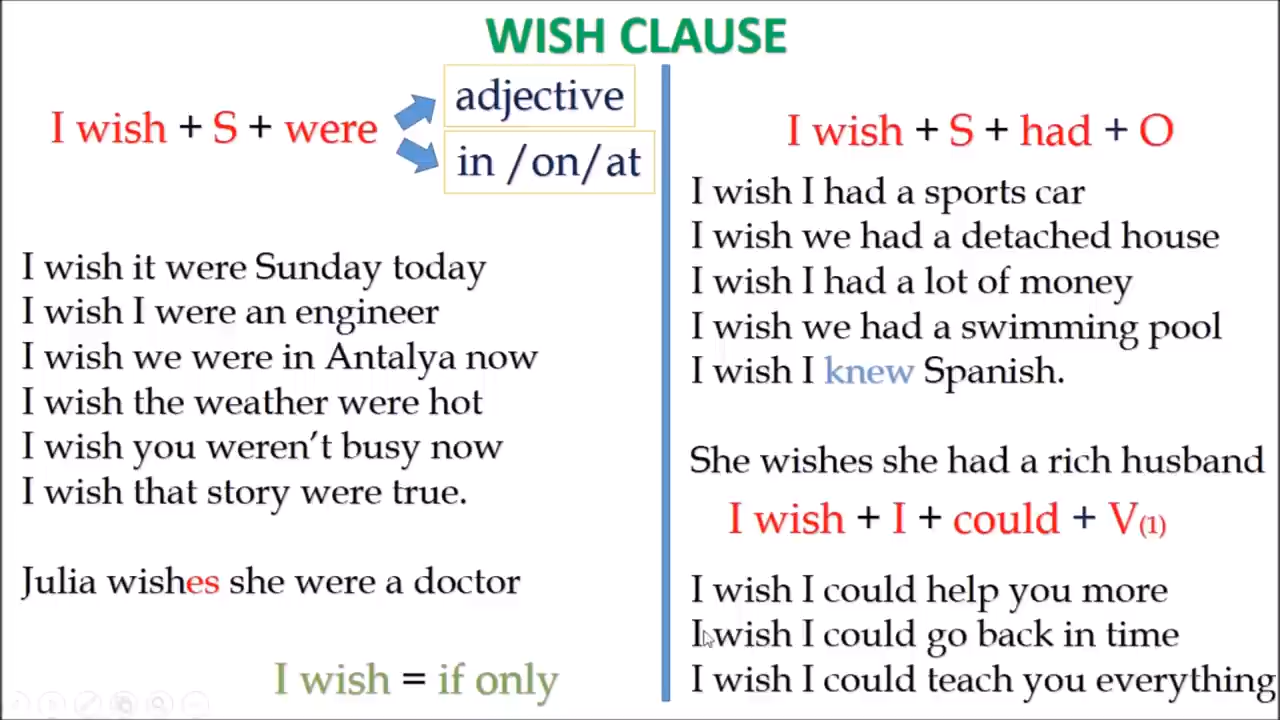 WISH CLAUSE
I wish + S + were
adjective
in /on/at
I wish it were Sunday today
I wish I were an engineer
I wish we were in Antalya now
I wish the weather were hot
I wish you weren’t busy now
I wish that story were true.
Julia wishes she were a doctor
I wish = if only
I wish + S + had + O
I wish I had a sports car
I wish we had a detached house
I wish I had a lot of money
I wish we had a swimming pool
I wish I knew Spanish.
She wishes she had a rich husband
I wish + I + could + V(1)
I wish I could help you more
I wish I could go back in time
I wish I could teach you everything